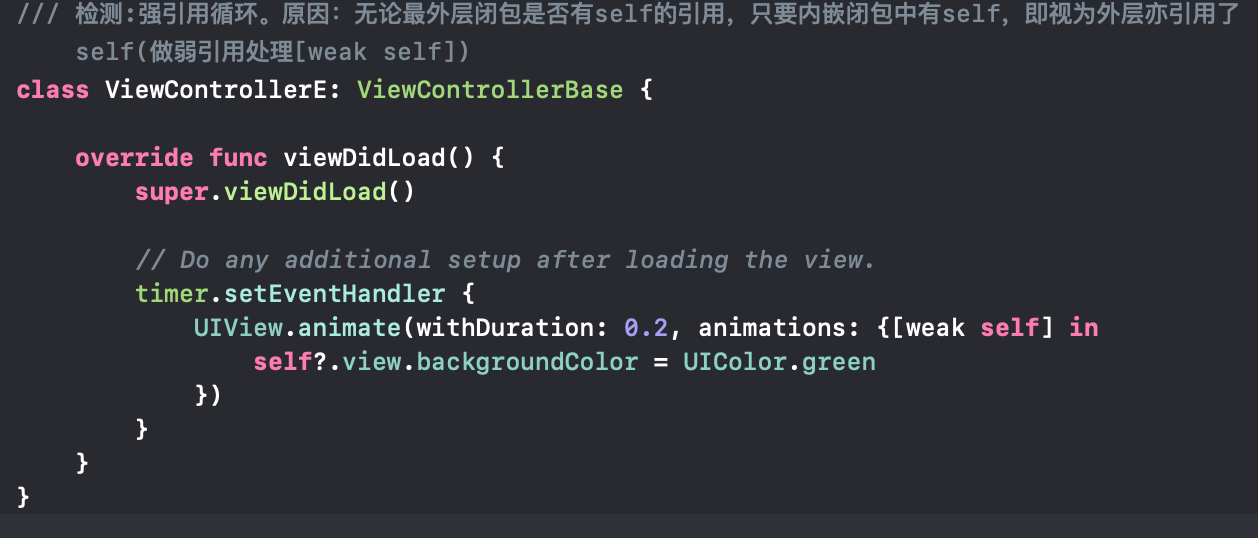 /// 检测:强引用循环。原因：无论最外层闭包是否有self的引用，只要内嵌闭包中有self，即视为外层亦引用了
self(做弱引用处理[weak self])
class ViewControllerE: ViewControllerBase {
override func viewDidLoad() {
super.viewDidLoad()
// Do any additional setup after loading the view.
timer.setEventHandler {
UIView.animate(withDuration: 0.2, animations: {[weak self] in
self?.view.backgroundColor = UIColor.green
})
}
}
}